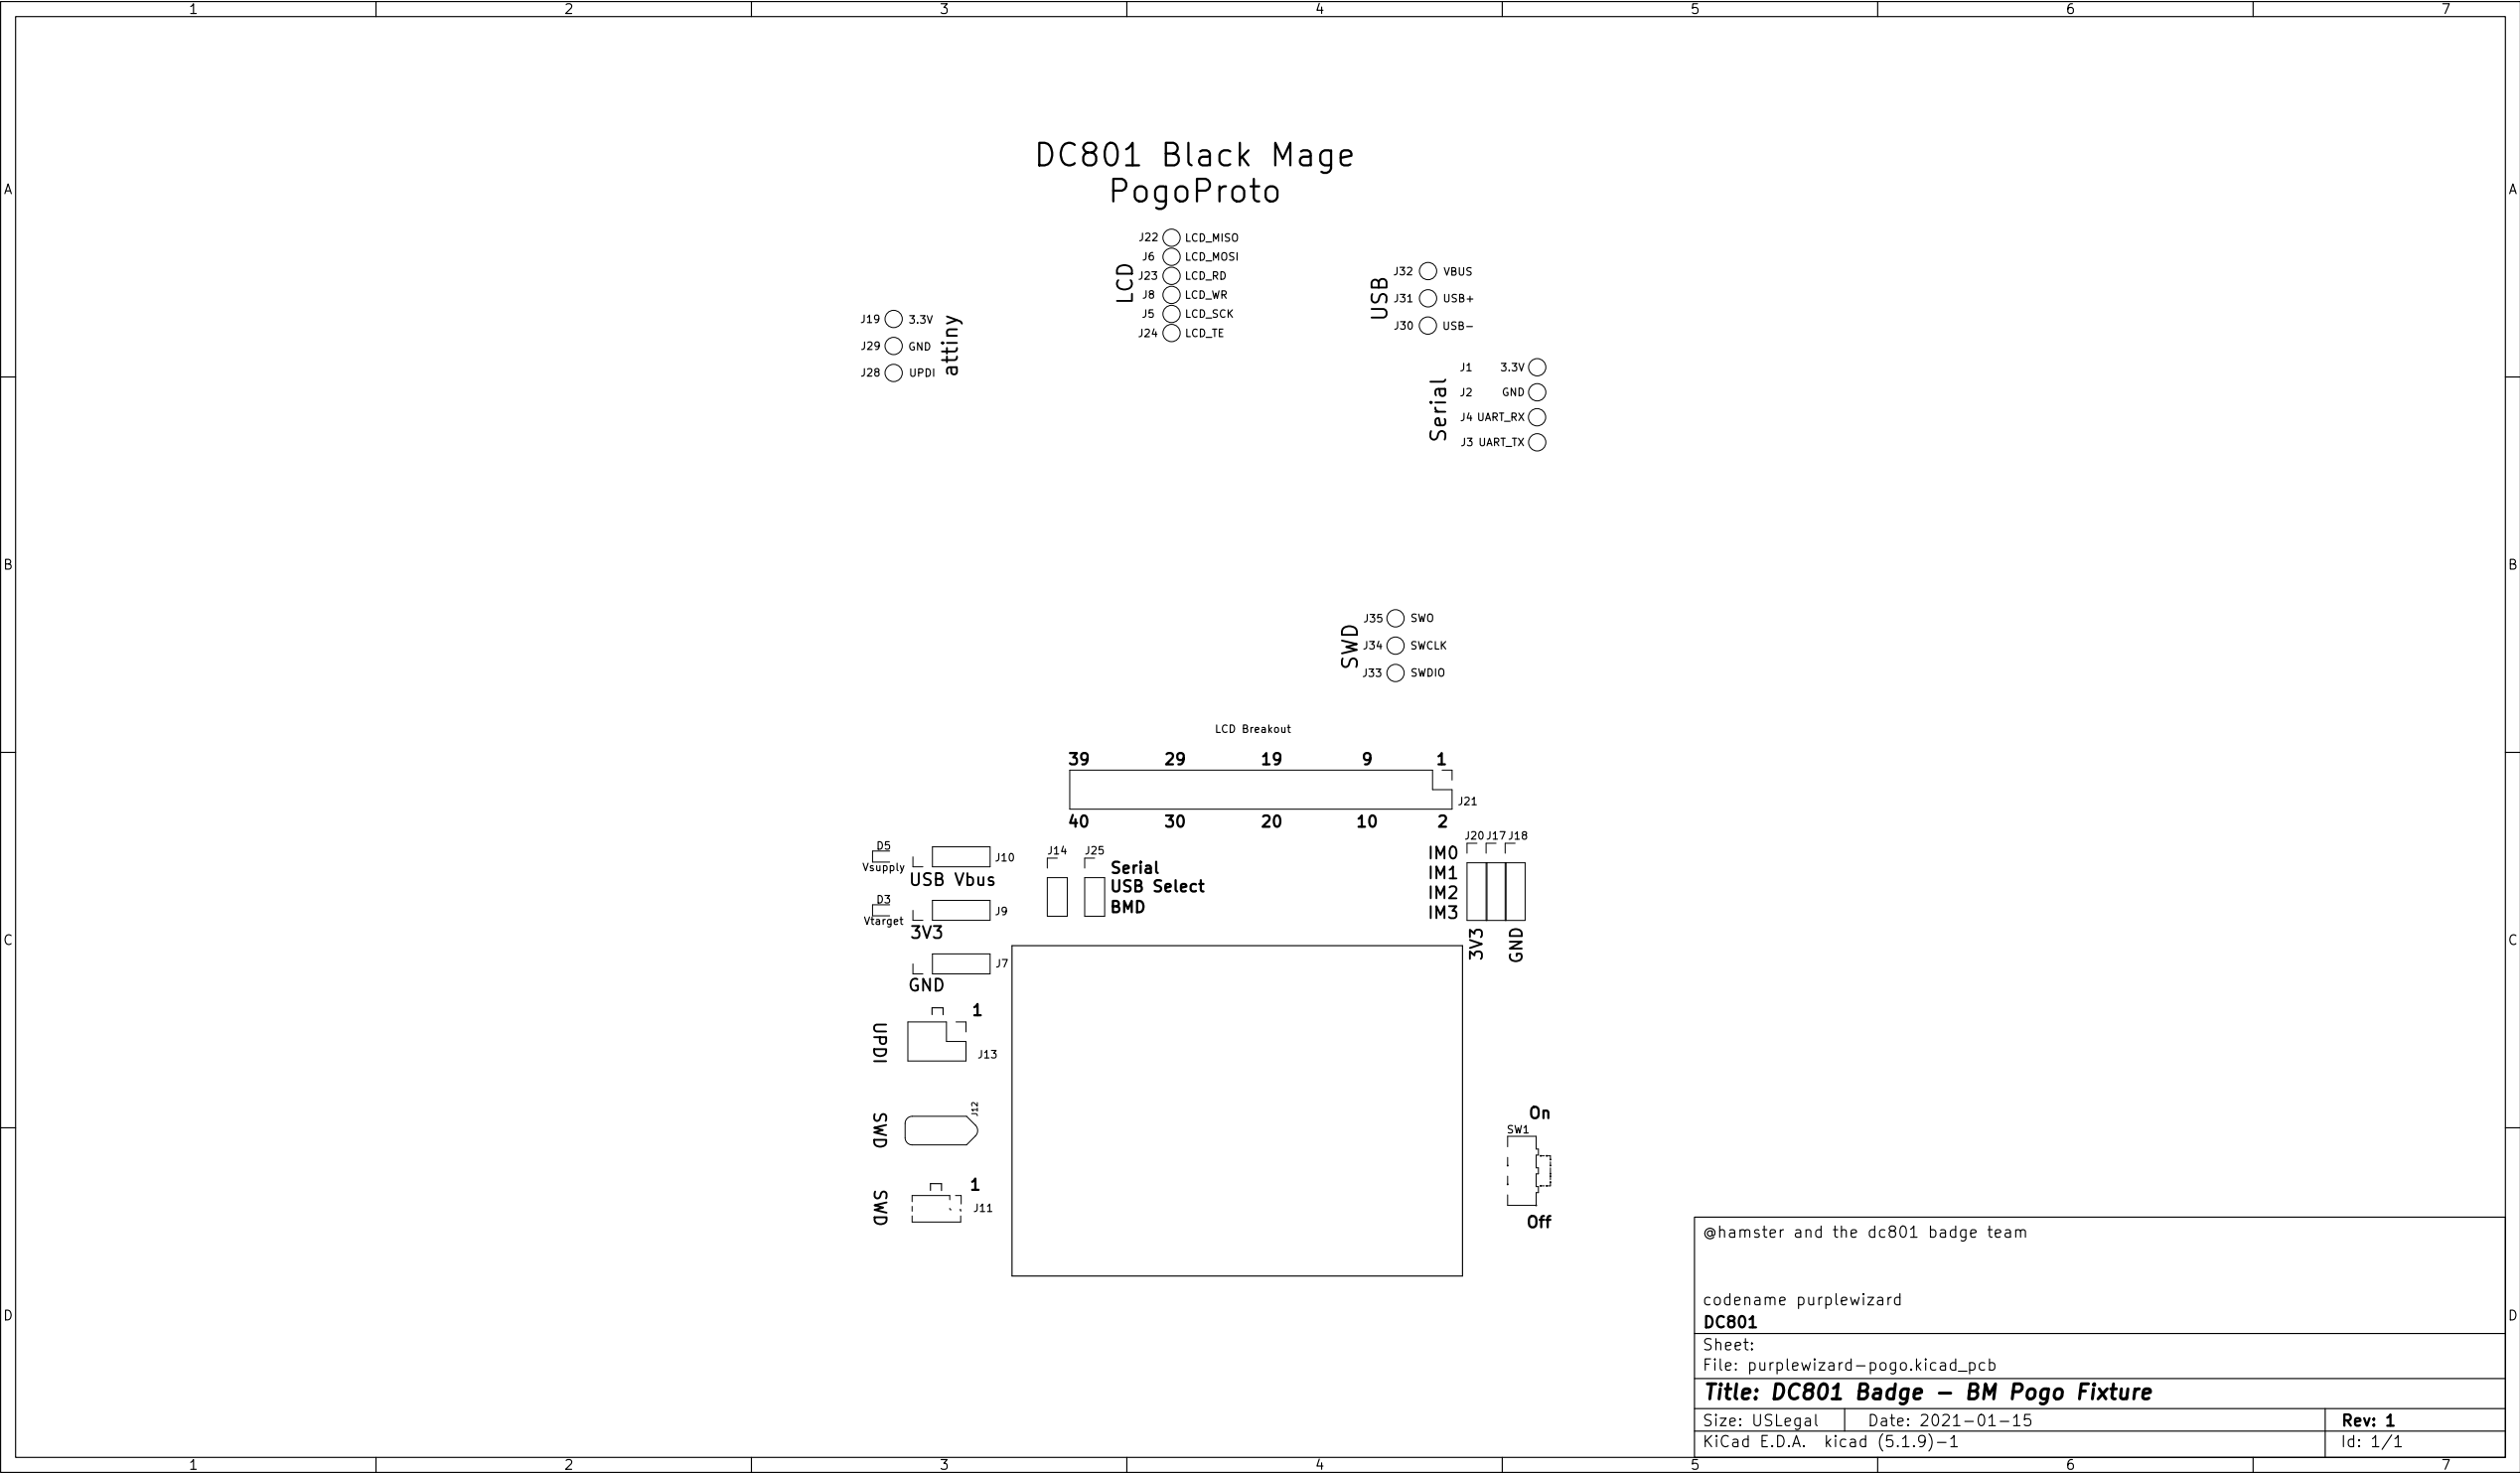 1 2 3 4 5 6 7
DC801 Black Mage
PogoProto
A A
J22 LCD_MISO
J6 LCD_MOSI
J23 LCD_RD
J8 LCD_WR
J5 LCD_SCK
J24 LCD_TE
LCD
USB
J32 VBUS
J31 USB+
J30 USB-
J19 3.3V
J29 GND
J28 UPDI
attiny
Serial
J1 3.3V
J2 GND
J4 UART_RX
J3 UART_TX
B B
SWD
J35 SWO
J34 SWCLK
J33 SWDIO
LCD Breakout
39 29 19 9 1
J21
40 30 20 10 2
D5
Vsupply
J10
USB Vbus
D3
Vtarget
J9
3V3
J7
GND
J14 J25
Serial
USB Select
BMD
J20 J17 J18
IM0
IM1
IM2
IM3
3V3 GND
C C
1
UPDI
J13
SWD
J12
1
SWD
J11
On
SW1
Off
D D
@hamster and the dc801 badge team
codename purplewizard
DC801
Sheet:
File: purplewizard-pogo.kicad_pcb
Title: DC801 Badge - BM Pogo Fixture
Size: USLegal Date: 2021-01-15 Rev: 1
KiCad E.D.A. kicad (5.1.9)-1 Id: 1/1
1 2 3 4 5 6 7